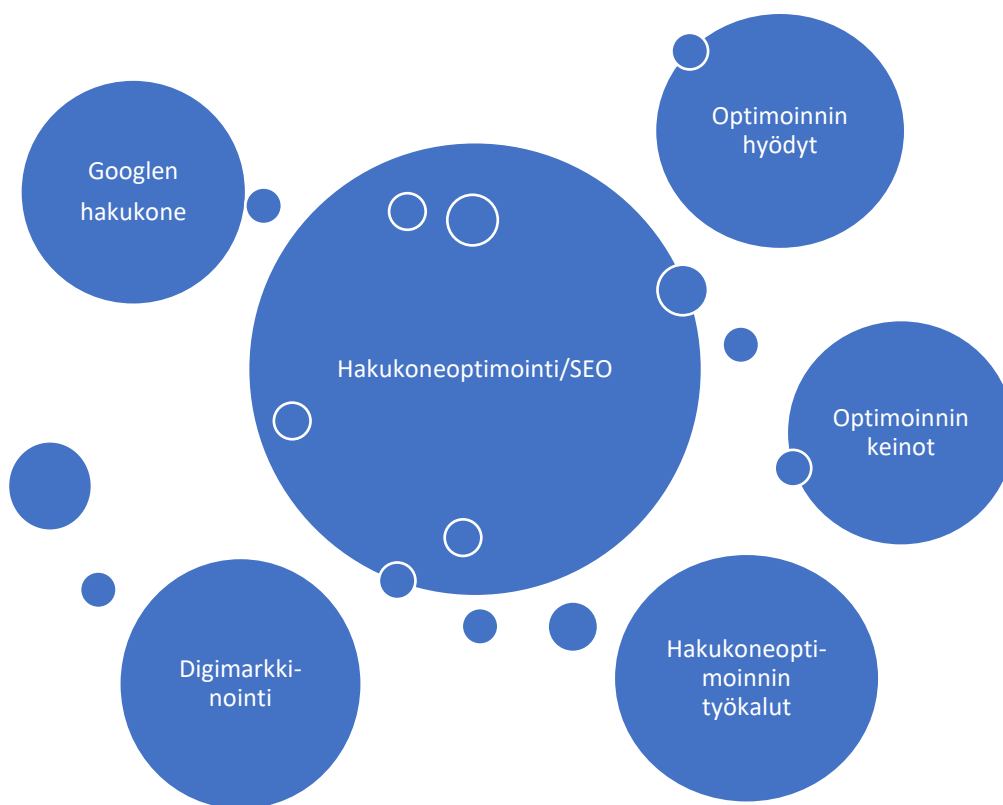 Googlen
hakukone
Optimoinnin
hyödyt
Hakukoneoptimointi/SEO
Optimoinnin
keinot
Digimarkki-
nointi
Hakukoneopti-
moinnin
työkalut